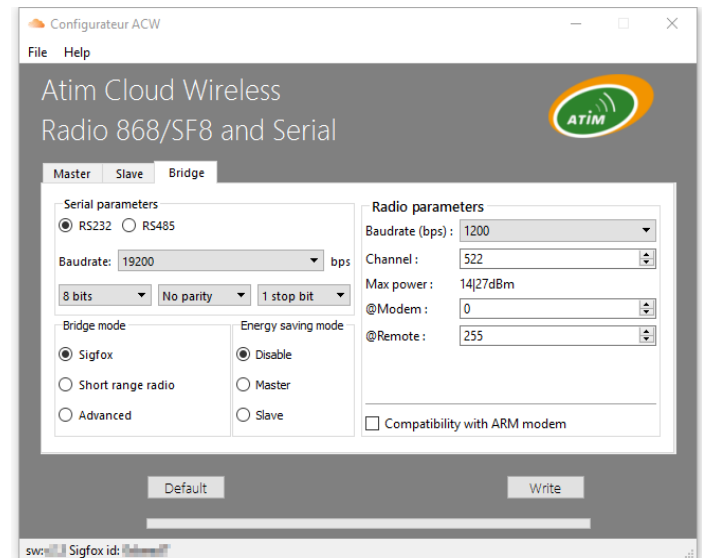 Configurateur ACW
File Help
Atim Cloud Wireless
Radio 868/SF8 and Serial
ATIM
Master Slave Bridge
Serial parameters
RS232 RS485
Baudrate: 19200 bps
8 bits No parity 1 stop bit
Bridge mode
Sigfox
Short range radio
Advanced
Energy saving mode
Disable
Master
Slave
Radio parameters
Baudrate (bps) : 1200
Channel : 522
Max power : 14|27dBm
@Modem : 0
@Remote : 255
Compatibility with ARM modem
Default Write
sw: Sigfox id: